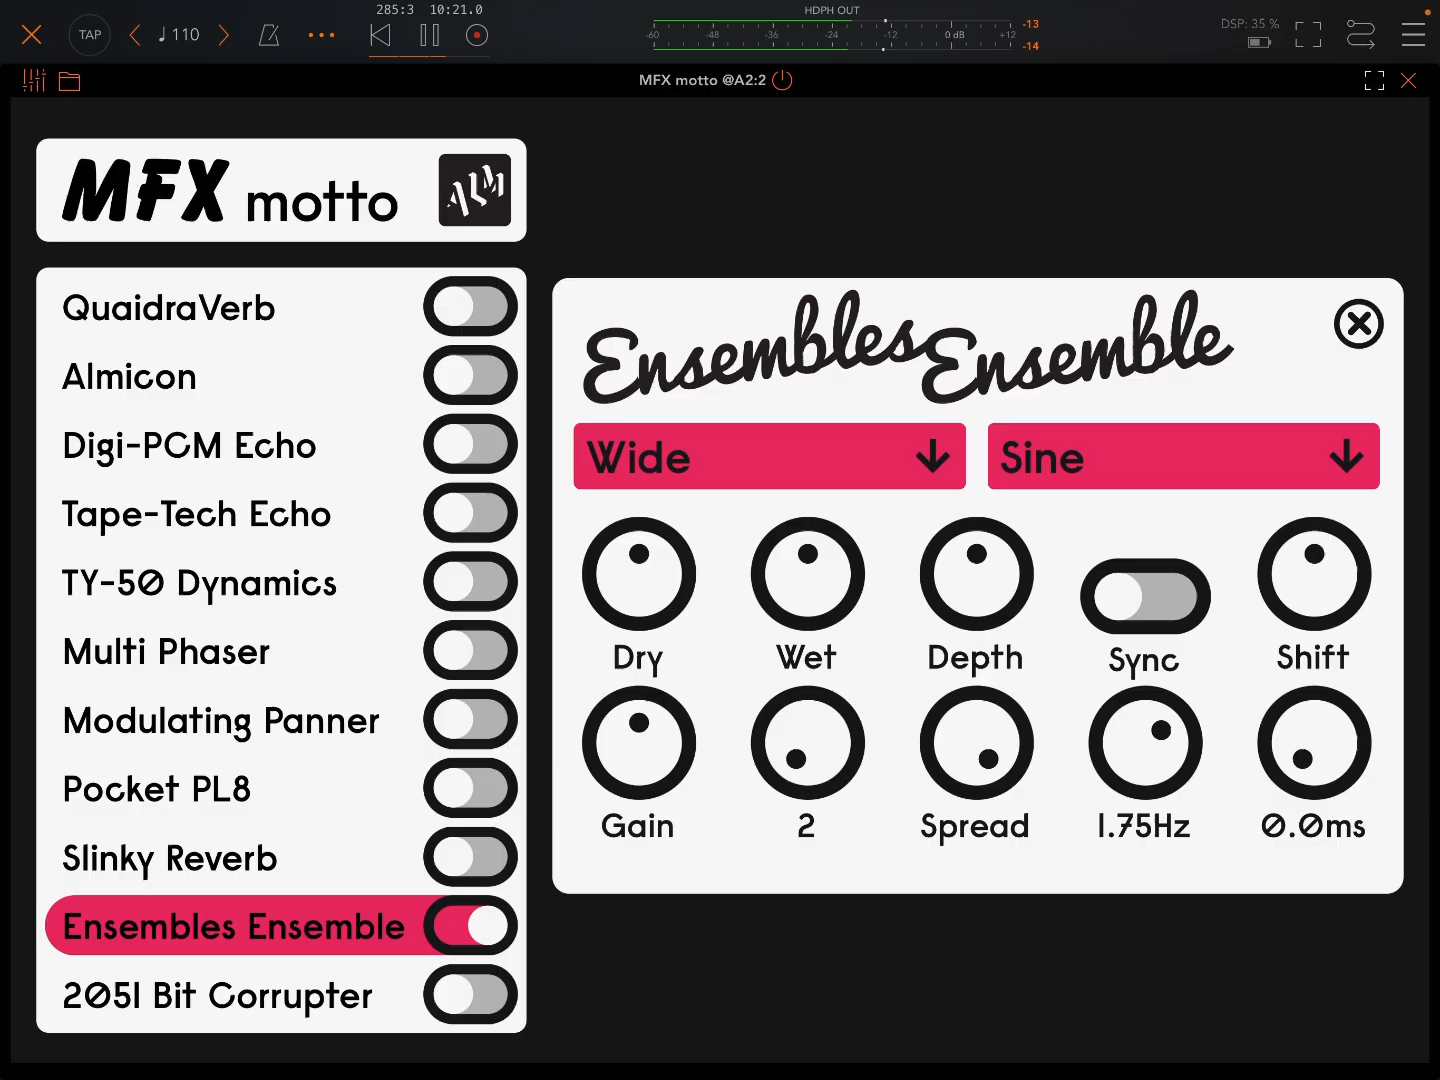 285:3 10:21.0
TAP
♩ 110
HDPH OUT
-60 -48 -36 -24 -12 0 dB +12
-13
-14
DSP: 35 %
MFX motto @A2:2
MFX motto
ALM
QuaidraVerb
Almicon
Digi-PCM Echo
Tape-Tech Echo
TY-50 Dynamics
Multi Phaser
Modulating Panner
Pocket PL8
Slinky Reverb
Ensembles Ensemble
2051 Bit Corrupter
Ensembles Ensemble
Wide
Sine
Dry Wet Depth Sync Shift
Gain 2 Spread 1.75Hz 0.0ms